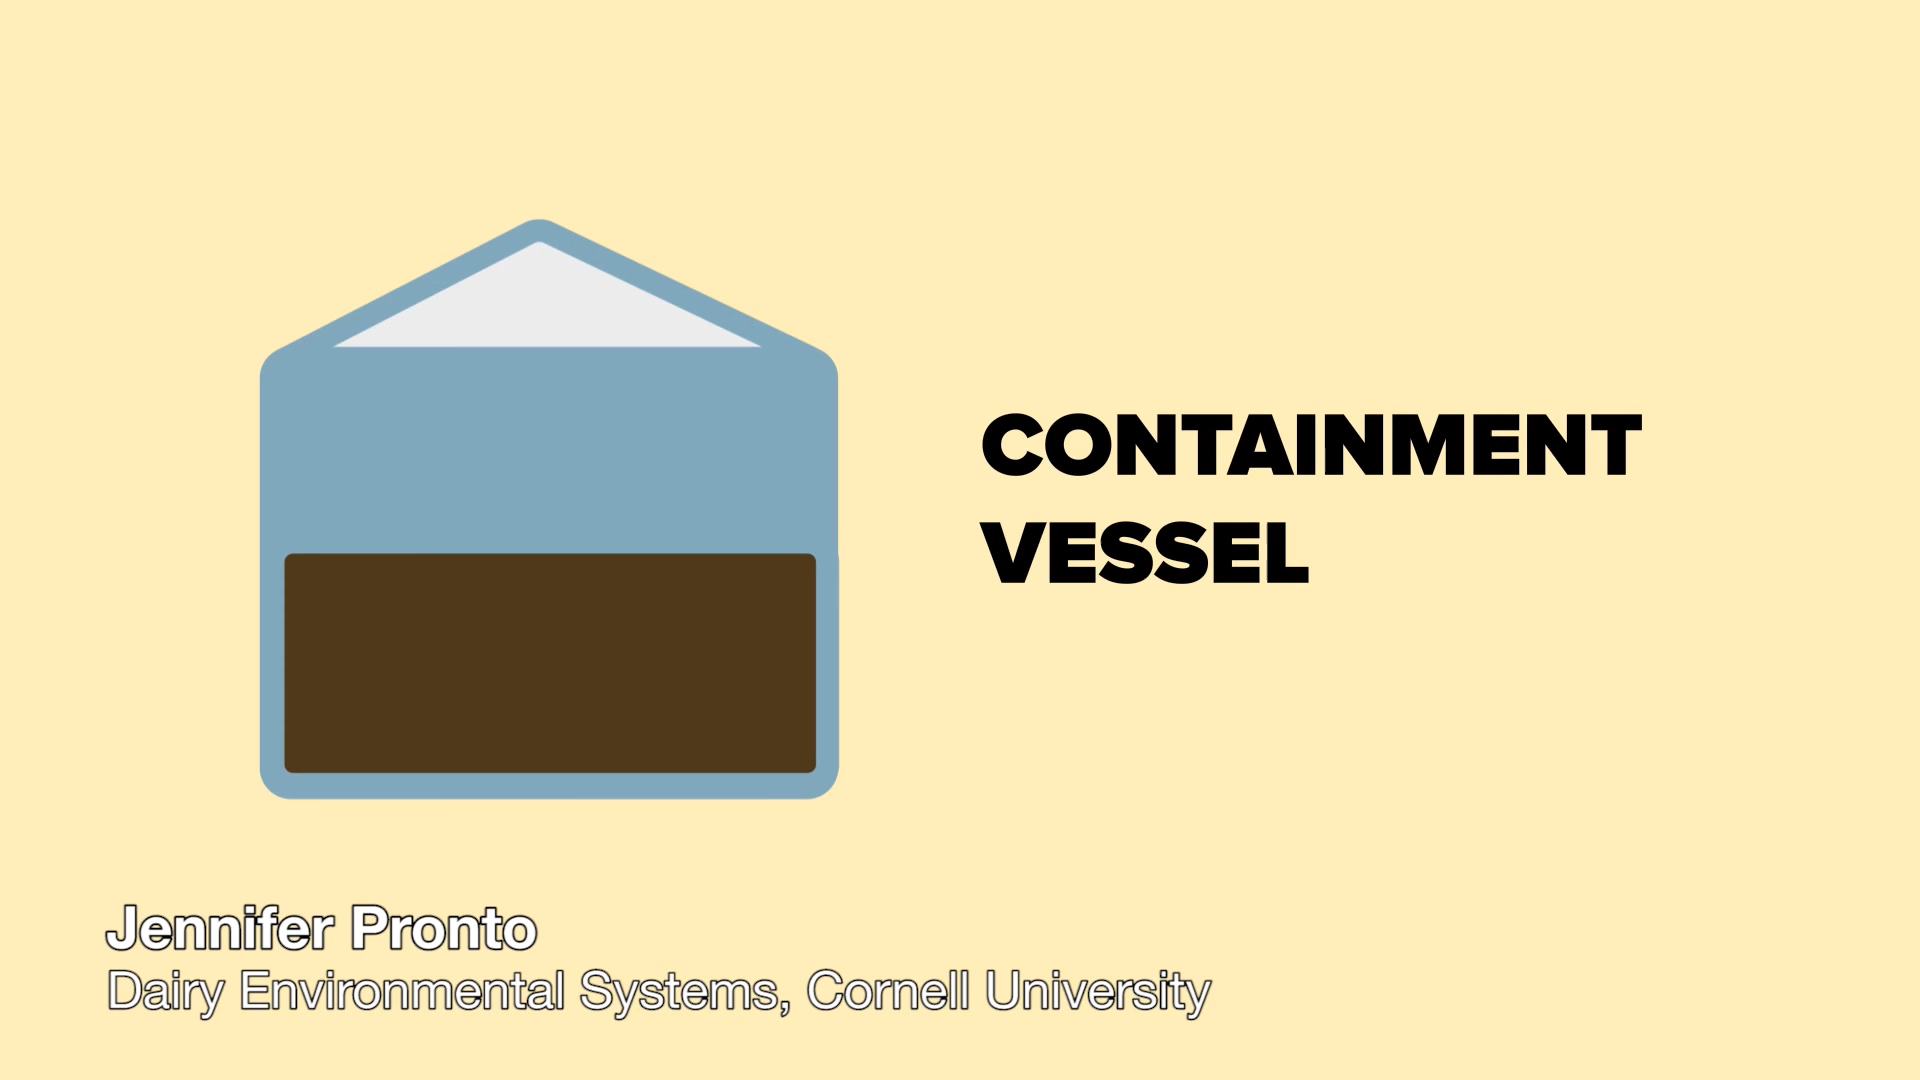 CONTAINMENT
VESSEL
Jennifer Pronto
Dairy Environmental Systems, Cornell University